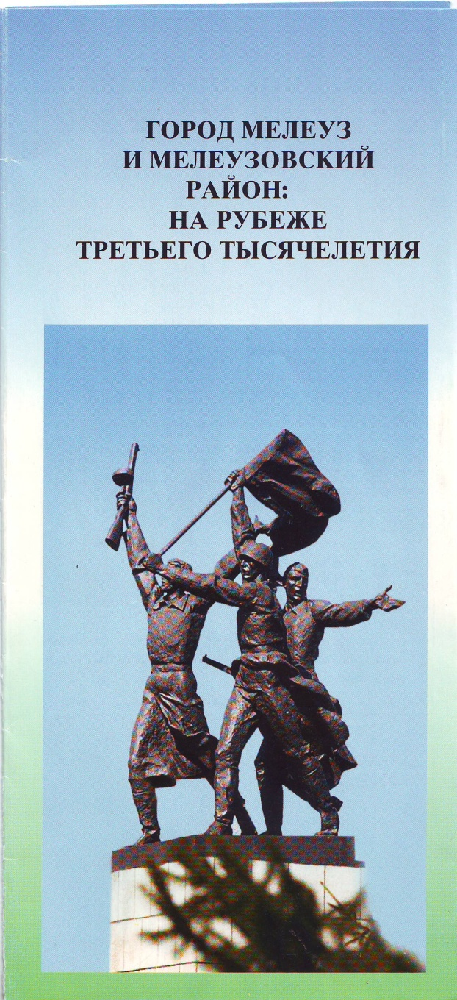 ГОРОД МЕЛЕУЗ
И МЕЛЕУЗОВСКИЙ
РАЙОН:
НА РУБЕЖЕ
ТРЕТЬЕГО ТЫСЯЧЕЛЕТИЯ